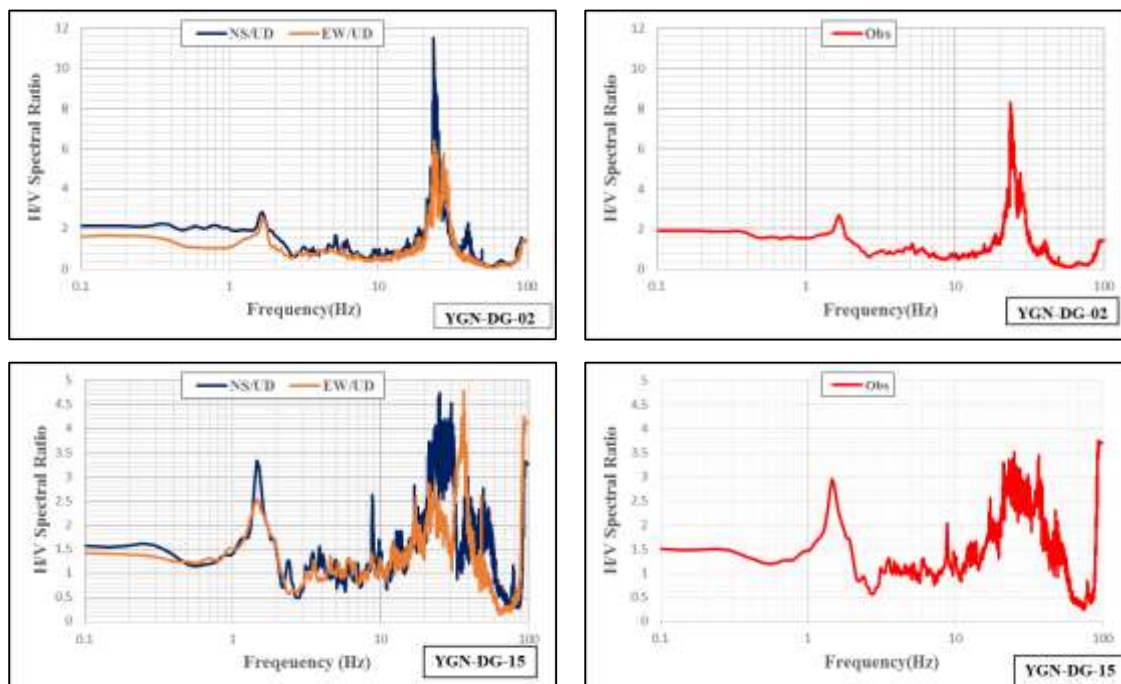 NS/UD EW/UD
12
10
8
6
4
2
0
H/V Spectral Ratio
0.1 1 10 100
Frequency(Hz)
YGN-DG-02
Obs
12
10
8
6
4
2
0
H/V Spectral Ratio
0.1 1 10 100
Frequency(Hz)
YGN-DG-02
NS/UD EW/UD
5
4.5
4
3.5
3
2.5
2
1.5
1
0.5
0
H/V Spectral Ratio
0.1 1 10 100
Freqequency (Hz)
YGN-DG-15
Obs
5
4.5
4
3.5
3
2.5
2
1.5
1
0.5
0
H/V Spectral Ratio
0.1 1 10 100
Frequency(Hz)
YGN-DG-15